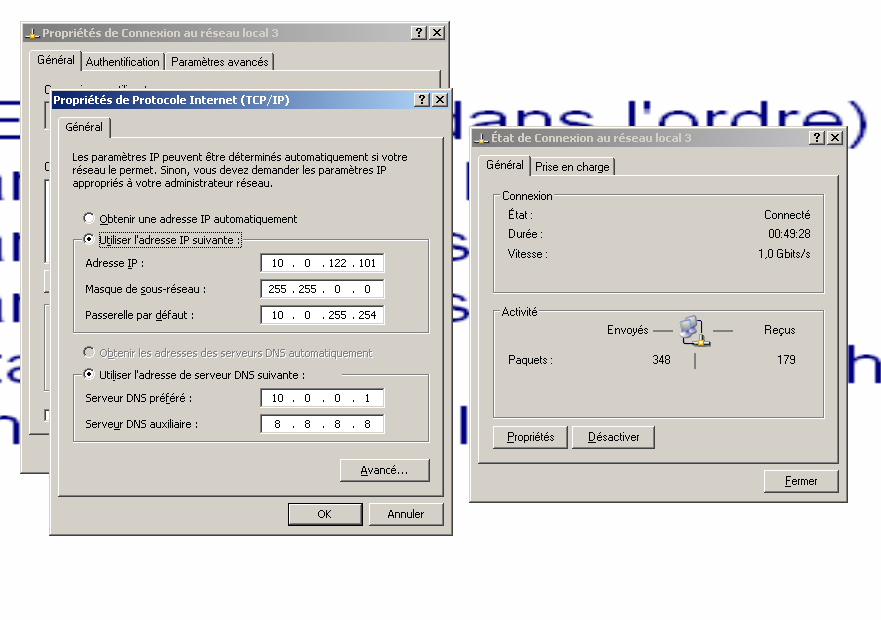 Propriétés de Connexion au réseau local 3
Général
Authentification
Paramètres avancés
dans l'ordre)
Propriétés de Protocole Internet (TCP/IP)
Général
Les paramètres IP peuvent être déterminés automatiquement si votre
réseau le permet. Sinon, vous devez demander les paramètres IP
appropriés à votre administrateur réseau.
Obtenir une adresse IP automatiquement
Utiliser l'adresse IP suivante :
Adresse IP : 10 . 0 . 122 . 101
Masque de sous-réseau : 255 . 255 . 0 . 0
Passerelle par défaut : 10 . 0 . 255 . 254
Obtenir les adresses des serveurs DNS automatiquement
Utiliser l'adresse de serveur DNS suivante :
Serveur DNS préféré : 10 . 0 . 0 . 1
Serveur DNS auxiliaire : 8 . 8 . 8 . 8
Avancé...
OK
Annuler
État de Connexion au réseau local 3
Général
Prise en charge
Connexion
État : Connecté
Durée : 00:49:28
Vitesse : 1,0 Gbits/s
Activité
Envoyés — — Reçus
Paquets : 348 | 179
Propriétés
Désactiver
Fermer